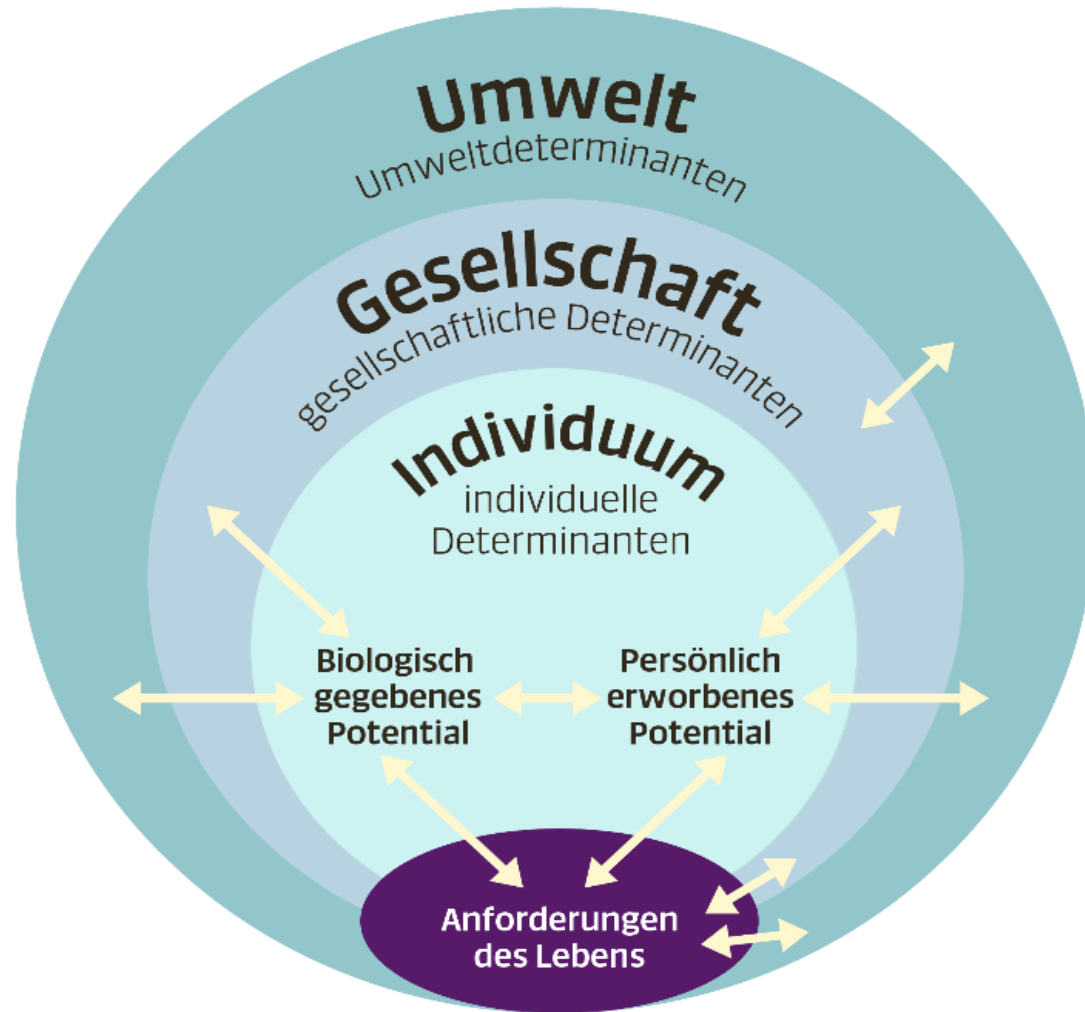 Umwelt
Umweltdeterminanten
Gesellschaft
gesellschaftliche Determinanten
Individuum
individuelle
Determinanten
Biologisch
gegebenes
Potential
Persönlich
erworbenes
Potential
Anforderungen
des Lebens